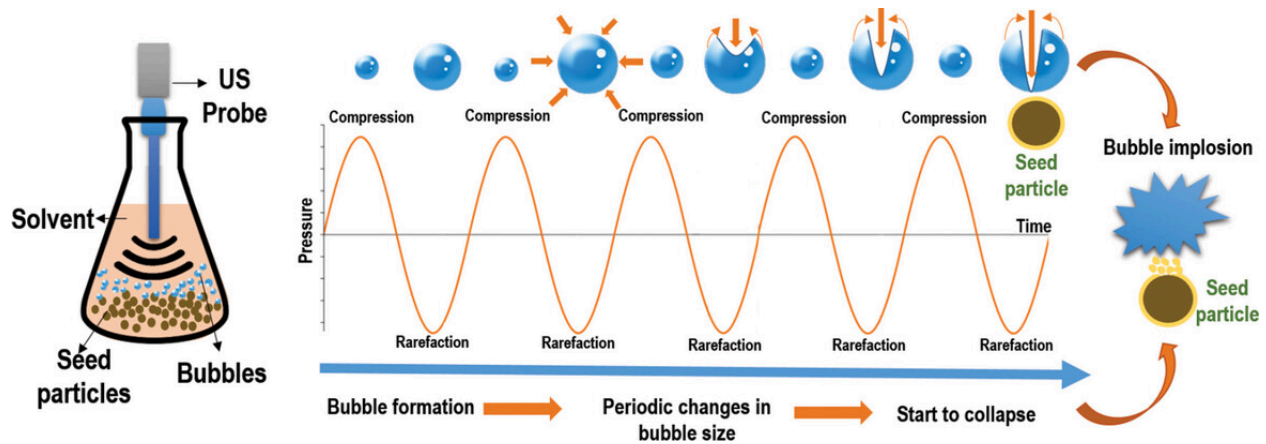 US
Probe
Solvent
Seed
particles
Bubbles
Compression
Compression
Compression
Compression
Compression
Seed
particle
Pressure
Time
Rarefaction
Rarefaction
Rarefaction
Rarefaction
Rarefaction
Bubble formation
Periodic changes in
bubble size
Start to collapse
Bubble implosion
Seed
particle